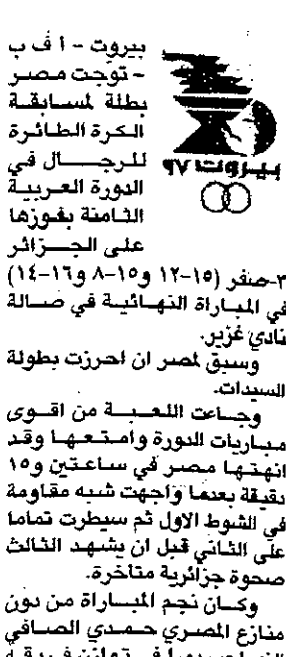 بيروت - ا ف ب
- توّجت مصر
بطلة لمسابقة
الكرة الطائرة
للرجال في
الدورة العربية
الثامنة بفوزها
على الجزائر
بيروت ٩٧
٣-صفر (١٥-١٢ و١٥-٨ و١٦-١٤)
في المباراة النهائية في صالة
نادي غزير.
وسبق لمصر ان احرزت بطولة
السيدات.
وجاءت اللعبة من اقوى
مباريات الدورة وامتعها وقد
انهتها مصر في ساعتين و١٥
دقيقة بعدما واجهت شبه مقاومة
في الشوط الاول ثم سيطرت تماما
على الثاني قبل ان يشهد الثالث
صحوة جزائرية متاخرة.
وكان نجم المباراة من دون
منازع المصري حمدي الصافي